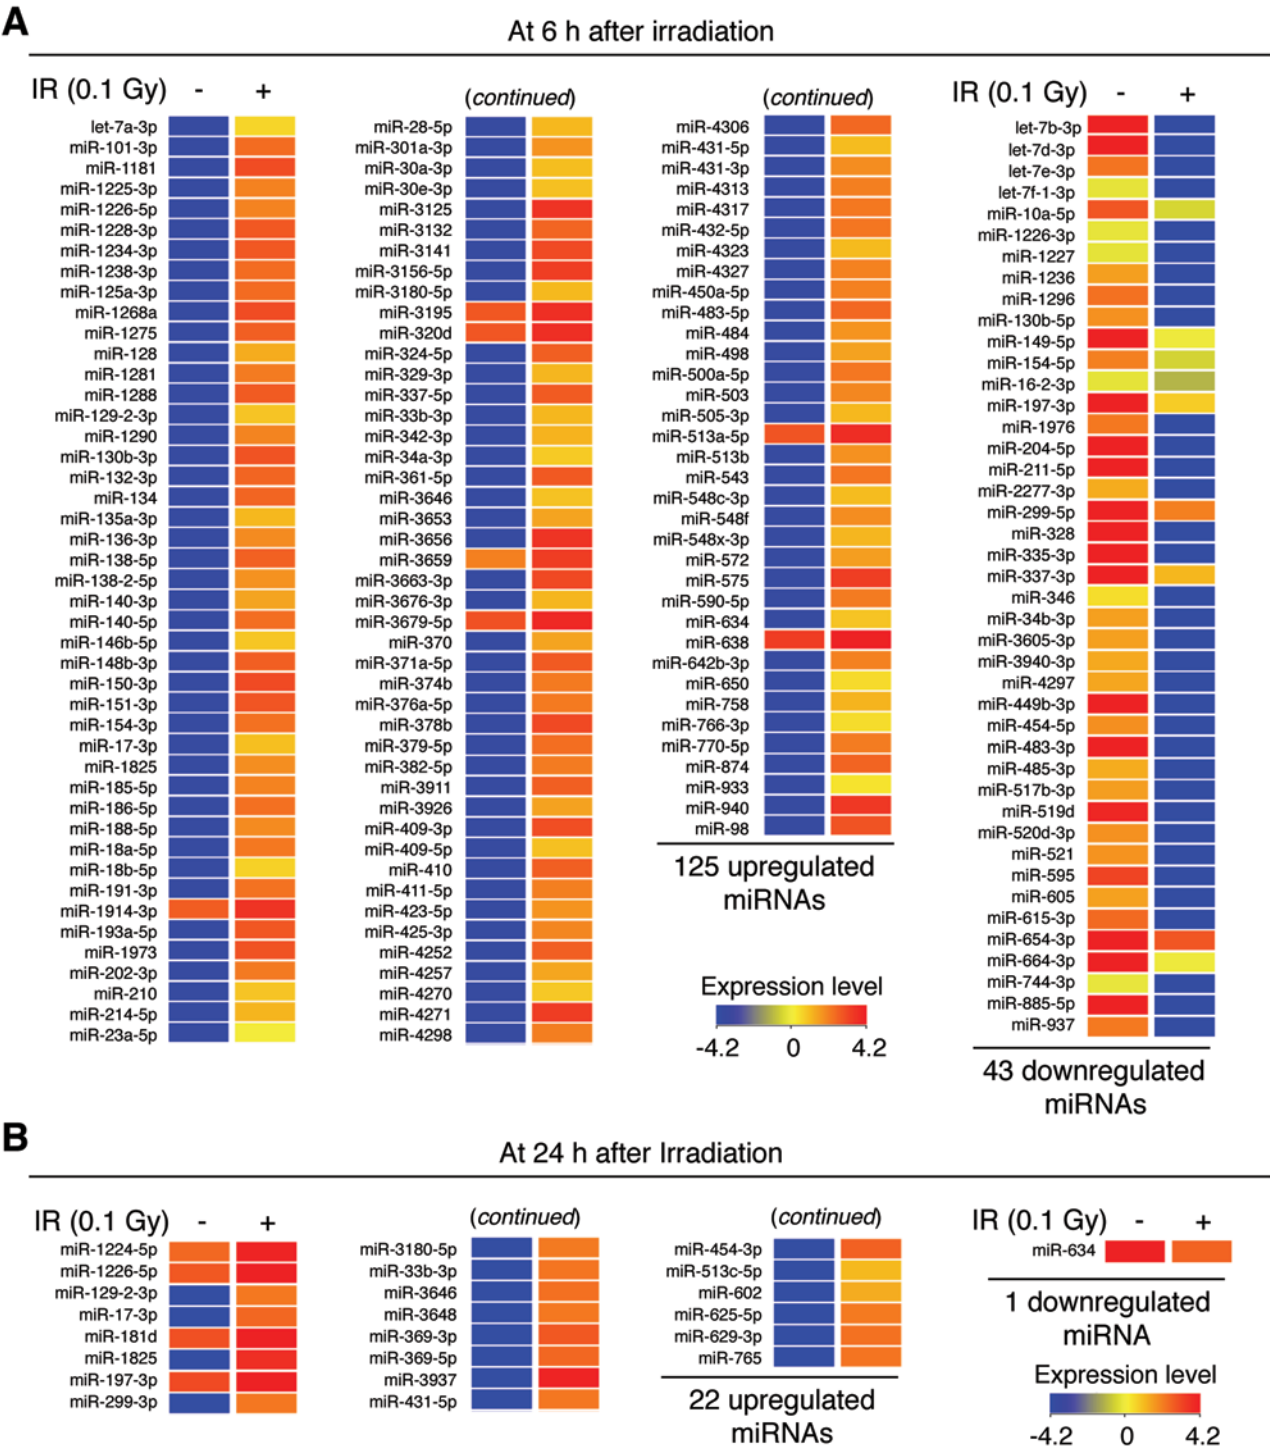 A
At 6 h after irradiation
IR (0.1 Gy) - +
let-7a-3p
miR-101-3p
miR-1181
miR-1225-3p
miR-1226-5p
miR-1228-3p
miR-1234-3p
miR-1238-3p
miR-125a-3p
miR-1268a
miR-1275
miR-128
miR-1281
miR-1288
miR-129-2-3p
miR-1290
miR-130b-3p
miR-132-3p
miR-134
miR-135a-3p
miR-136-3p
miR-138-5p
miR-138-2-5p
miR-140-3p
miR-140-5p
miR-146b-5p
miR-148b-3p
miR-150-3p
miR-151-3p
miR-154-3p
miR-17-3p
miR-1825
miR-185-5p
miR-186-5p
miR-188-5p
miR-18a-5p
miR-18b-5p
miR-191-3p
miR-1914-3p
miR-193a-5p
miR-1973
miR-202-3p
miR-210
miR-214-5p
miR-23a-5p
(continued)
miR-28-5p
miR-301a-3p
miR-30a-3p
miR-30e-3p
miR-3125
miR-3132
miR-3141
miR-3156-5p
miR-3180-5p
miR-3195
miR-320d
miR-324-5p
miR-329-3p
miR-337-5p
miR-33b-3p
miR-342-3p
miR-34a-3p
miR-361-5p
miR-3646
miR-3653
miR-3656
miR-3659
miR-3663-3p
miR-3676-3p
miR-3679-5p
miR-370
miR-371a-5p
miR-374b
miR-376a-5p
miR-378b
miR-379-5p
miR-382-5p
miR-3911
miR-3926
miR-409-3p
miR-409-5p
miR-410
miR-411-5p
miR-423-5p
miR-425-3p
miR-4252
miR-4257
miR-4270
miR-4271
miR-4298
(continued)
miR-4306
miR-431-5p
miR-431-3p
miR-4313
miR-4317
miR-432-5p
miR-4323
miR-4327
miR-450a-5p
miR-483-5p
miR-484
miR-498
miR-500a-5p
miR-503
miR-505-3p
miR-513a-5p
miR-513b
miR-543
miR-548c-3p
miR-548f
miR-548x-3p
miR-572
miR-575
miR-590-5p
miR-634
miR-638
miR-642b-3p
miR-650
miR-758
miR-766-3p
miR-770-5p
miR-874
miR-933
miR-940
miR-98
125 upregulated
miRNAs
Expression level
-4.2 0 4.2
IR (0.1 Gy) - +
let-7b-3p
let-7d-3p
let-7e-3p
let-7f-1-3p
miR-10a-5p
miR-1226-3p
miR-1227
miR-1236
miR-1296
miR-130b-5p
miR-149-5p
miR-154-5p
miR-16-2-3p
miR-197-3p
miR-1976
miR-204-5p
miR-211-5p
miR-2277-3p
miR-299-5p
miR-328
miR-335-3p
miR-337-3p
miR-346
miR-34b-3p
miR-3605-3p
miR-3940-3p
miR-4297
miR-449b-3p
miR-454-5p
miR-483-3p
miR-485-3p
miR-517b-3p
miR-519d
miR-520d-3p
miR-521
miR-595
miR-605
miR-615-3p
miR-654-3p
miR-664-3p
miR-744-3p
miR-885-5p
miR-937
43 downregulated
miRNAs
B
At 24 h after Irradiation
IR (0.1 Gy) - +
miR-1224-5p
miR-1226-5p
miR-129-2-3p
miR-17-3p
miR-181d
miR-1825
miR-197-3p
miR-299-3p
(continued)
miR-3180-5p
miR-33b-3p
miR-3646
miR-3648
miR-369-3p
miR-369-5p
miR-3937
miR-431-5p
(continued)
miR-454-3p
miR-513c-5p
miR-602
miR-625-5p
miR-629-3p
miR-765
22 upregulated
miRNAs
IR (0.1 Gy) - +
miR-634
1 downregulated
miRNA
Expression level
-4.2 0 4.2